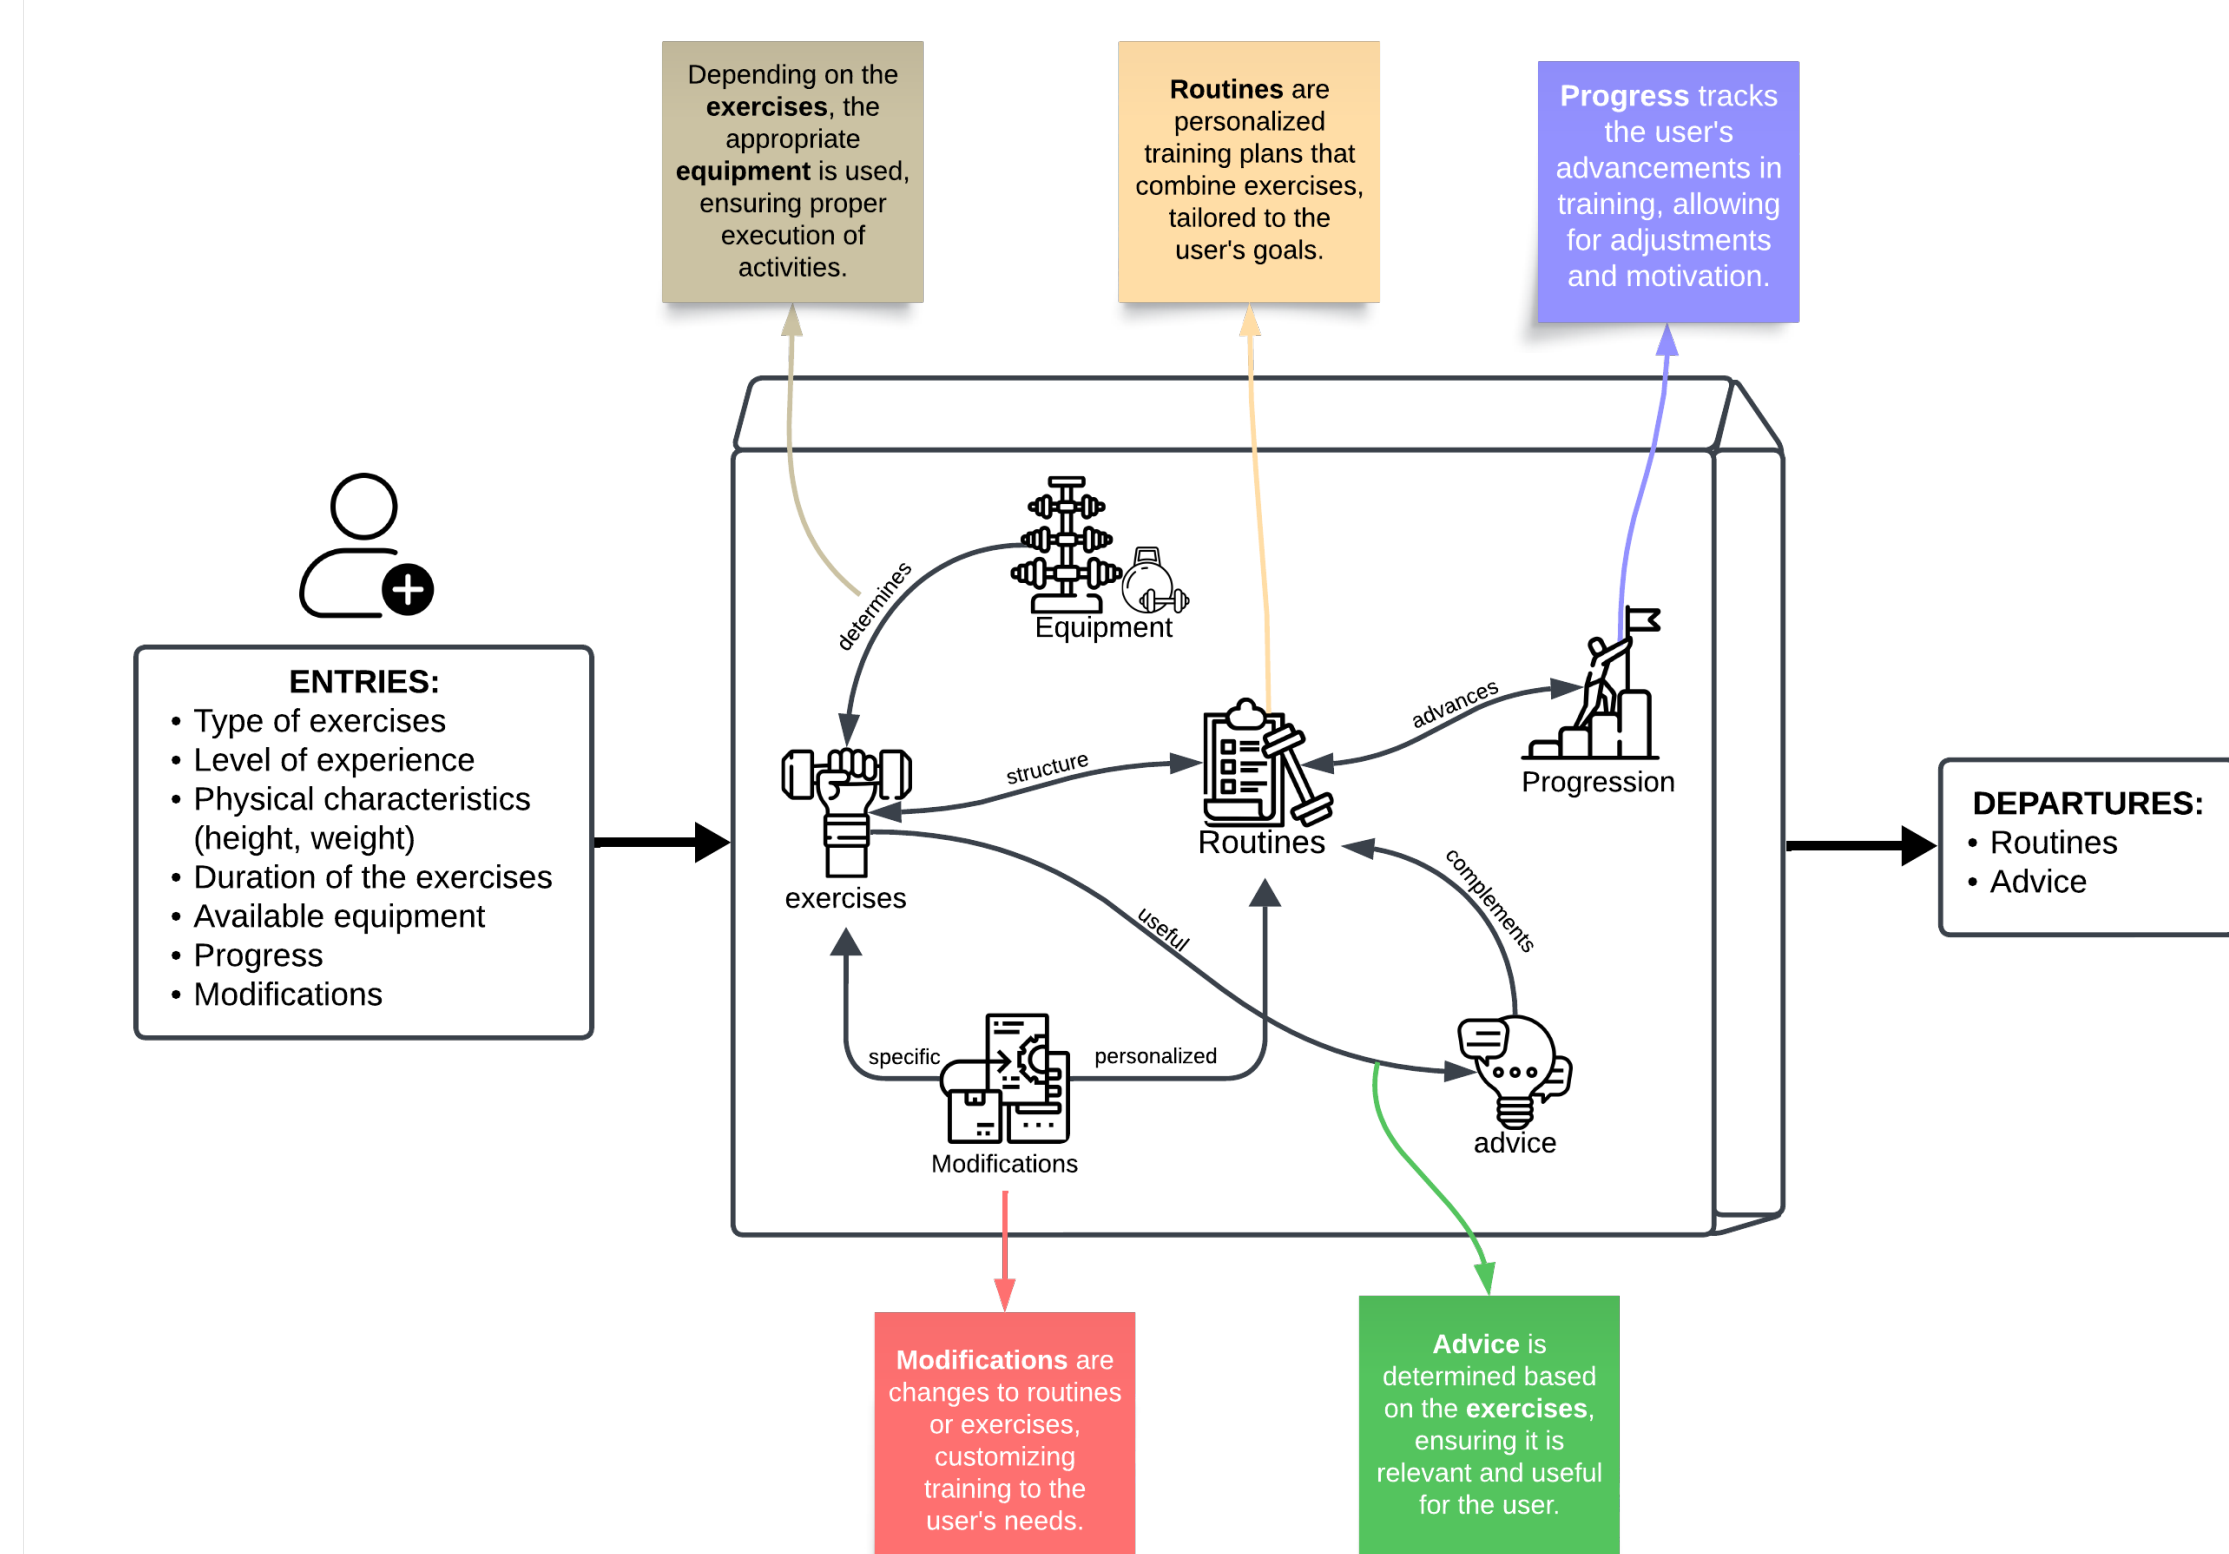 Depending on the
exercises, the
appropriate
equipment is used,
ensuring proper
execution of
activities.
Routines are
personalized
training plans that
combine exercises,
tailored to the
user's goals.
Progress tracks
the user's
advancements in
training, allowing
for adjustments
and motivation.
ENTRIES:
• Type of exercises
• Level of experience
• Physical characteristics
(height, weight)
• Duration of the exercises
• Available equipment
• Progress
• Modifications
determines
Equipment
exercises
structure
Routines
advances
Progression
useful
complements
specific
personalized
Modifications
advice
DEPARTURES:
• Routines
• Advice
Modifications are
changes to routines
or exercises,
customizing
training to the
user's needs.
Advice is
determined based
on the exercises,
ensuring it is
relevant and useful
for the user.